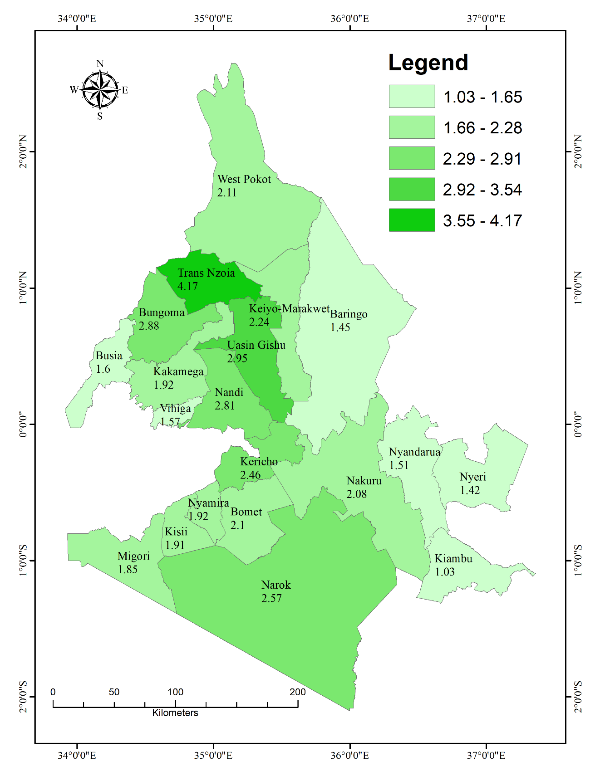 34°0'0"E 35°0'0"E 36°0'0"E 37°0'0"E
N
W E
S
Legend
1.03 - 1.65
1.66 - 2.28
2.29 - 2.91
2.92 - 3.54
3.55 - 4.17
2°0'0"N 2°0'0"N
West Pokot
2.11
1°0'0"N 1°0'0"N
Trans Nzoia
4.17
Keiyo-Marakwet
2.24
Baringo
1.45
Bungoma
2.88
Uasin Gishu
2.95
Busia
1.6
Kakamega
1.92
Nandi
2.81
Vihiga
1.57
0°0'0" 0°0'0"
Nyandarua
1.51
Kericho
2.46
Nakuru
2.08
Nyeri
1.42
Nyamira
1.92
Bomet
2.1
Kisii
1.91
Migori
1.85
Kiambu
1.03
1°0'0"S 1°0'0"S
Narok
2.57
2°0'0"S 2°0'0"S
0 50 100 200
Kilometers
34°0'0"E 35°0'0"E 36°0'0"E 37°0'0"E